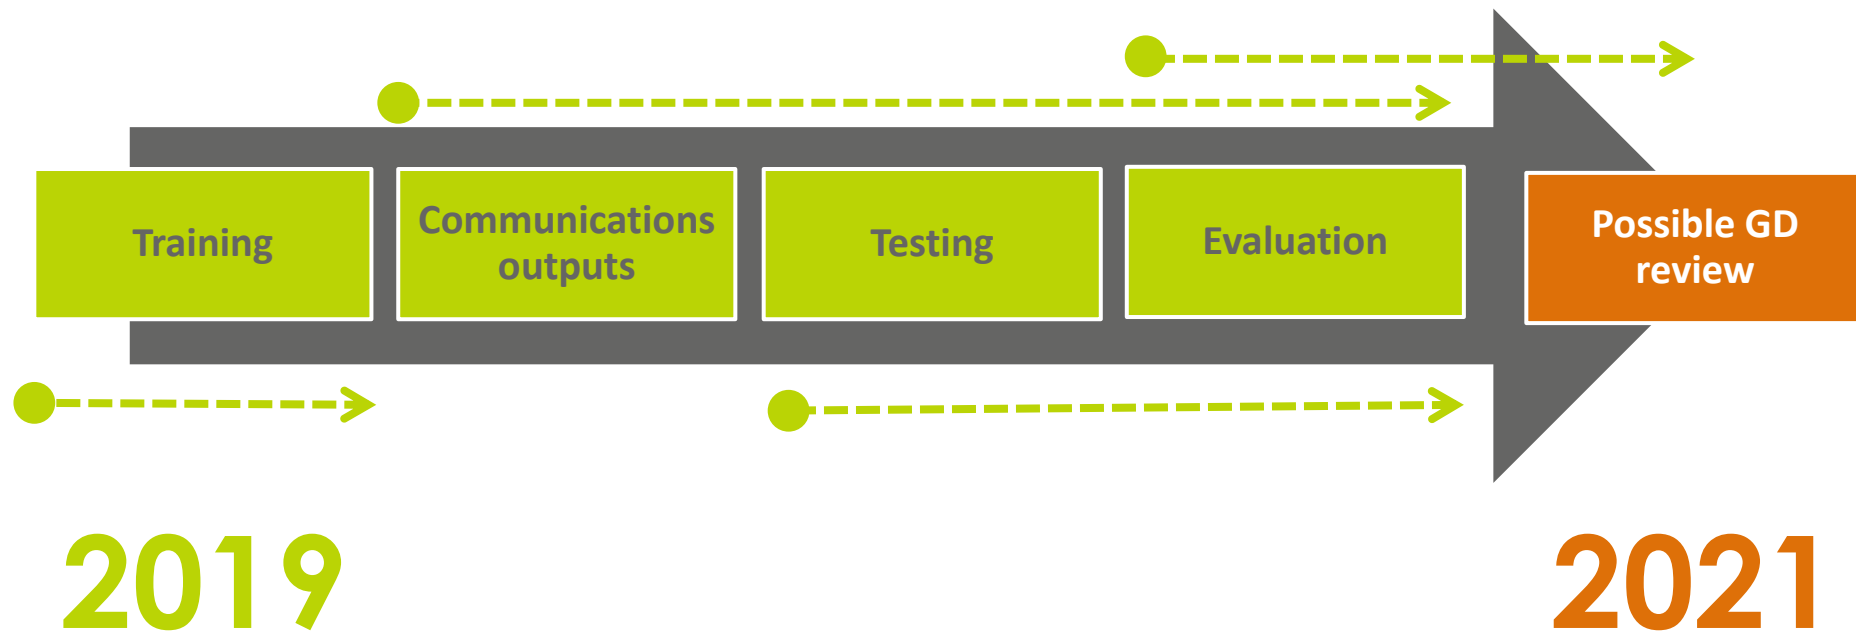 Training
Communications
outputs
Testing
Evaluation
Possible GD
review
2019
2021